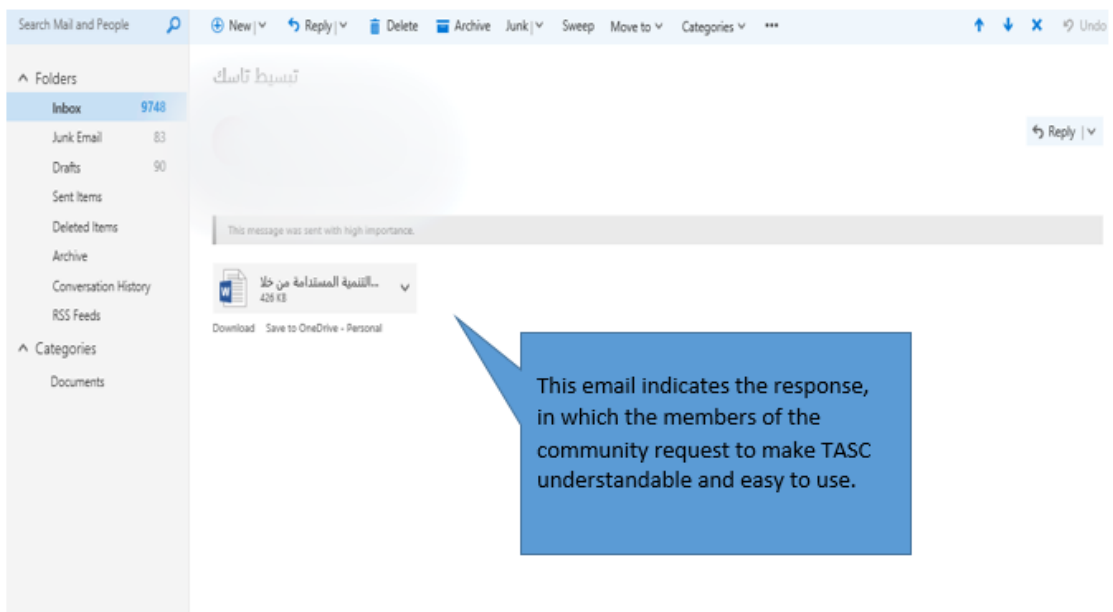 Search Mail and People
New
Reply
Delete
Archive
Junk
Sweep
Move to
Categories
•••
Undo
Folders
Inbox 9748
Junk Email 83
Drafts 90
Sent Items
Deleted Items
Archive
Conversation History
RSS Feeds
Categories
Documents
تبسيط تاسك
Reply
This message was sent with high importance.
التنمية المستدامة من خلا...
426 KB
Download Save to OneDrive - Personal
This email indicates the response,
in which the members of the
community request to make TASC
understandable and easy to use.